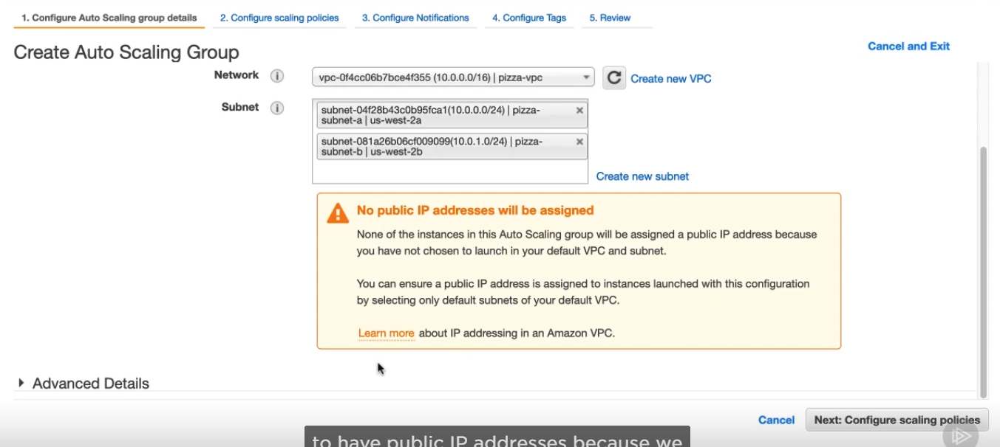 1. Configure Auto Scaling group details 2. Configure scaling policies 3. Configure Notifications 4. Configure Tags 5. Review
Create Auto Scaling Group
Cancel and Exit
Network i vpc-0f4cc06b7bce4f355 (10.0.0.0/16) | pizza-vpc Create new VPC
Subnet i subnet-04f28b43c0b95fca1(10.0.0.0/24) | pizza-
subnet-a | us-west-2a
subnet-081a26b06cf009099(10.0.1.0/24) | pizza-
subnet-b | us-west-2b
Create new subnet
No public IP addresses will be assigned
None of the instances in this Auto Scaling group will be assigned a public IP address because
you have not chosen to launch in your default VPC and subnet.
You can ensure a public IP address is assigned to instances launched with this configuration
by selecting only default subnets of your default VPC.
Learn more about IP addressing in an Amazon VPC.
Advanced Details
Cancel Next: Configure scaling policies
to have public IP addresses because we